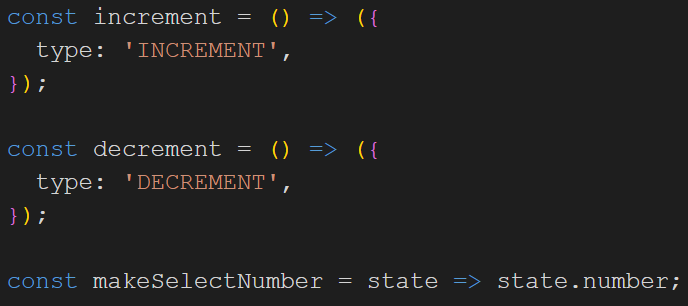 const increment = () => ({
  type: 'INCREMENT',
});

const decrement = () => ({
  type: 'DECREMENT',
});

const makeSelectNumber = state => state.number;